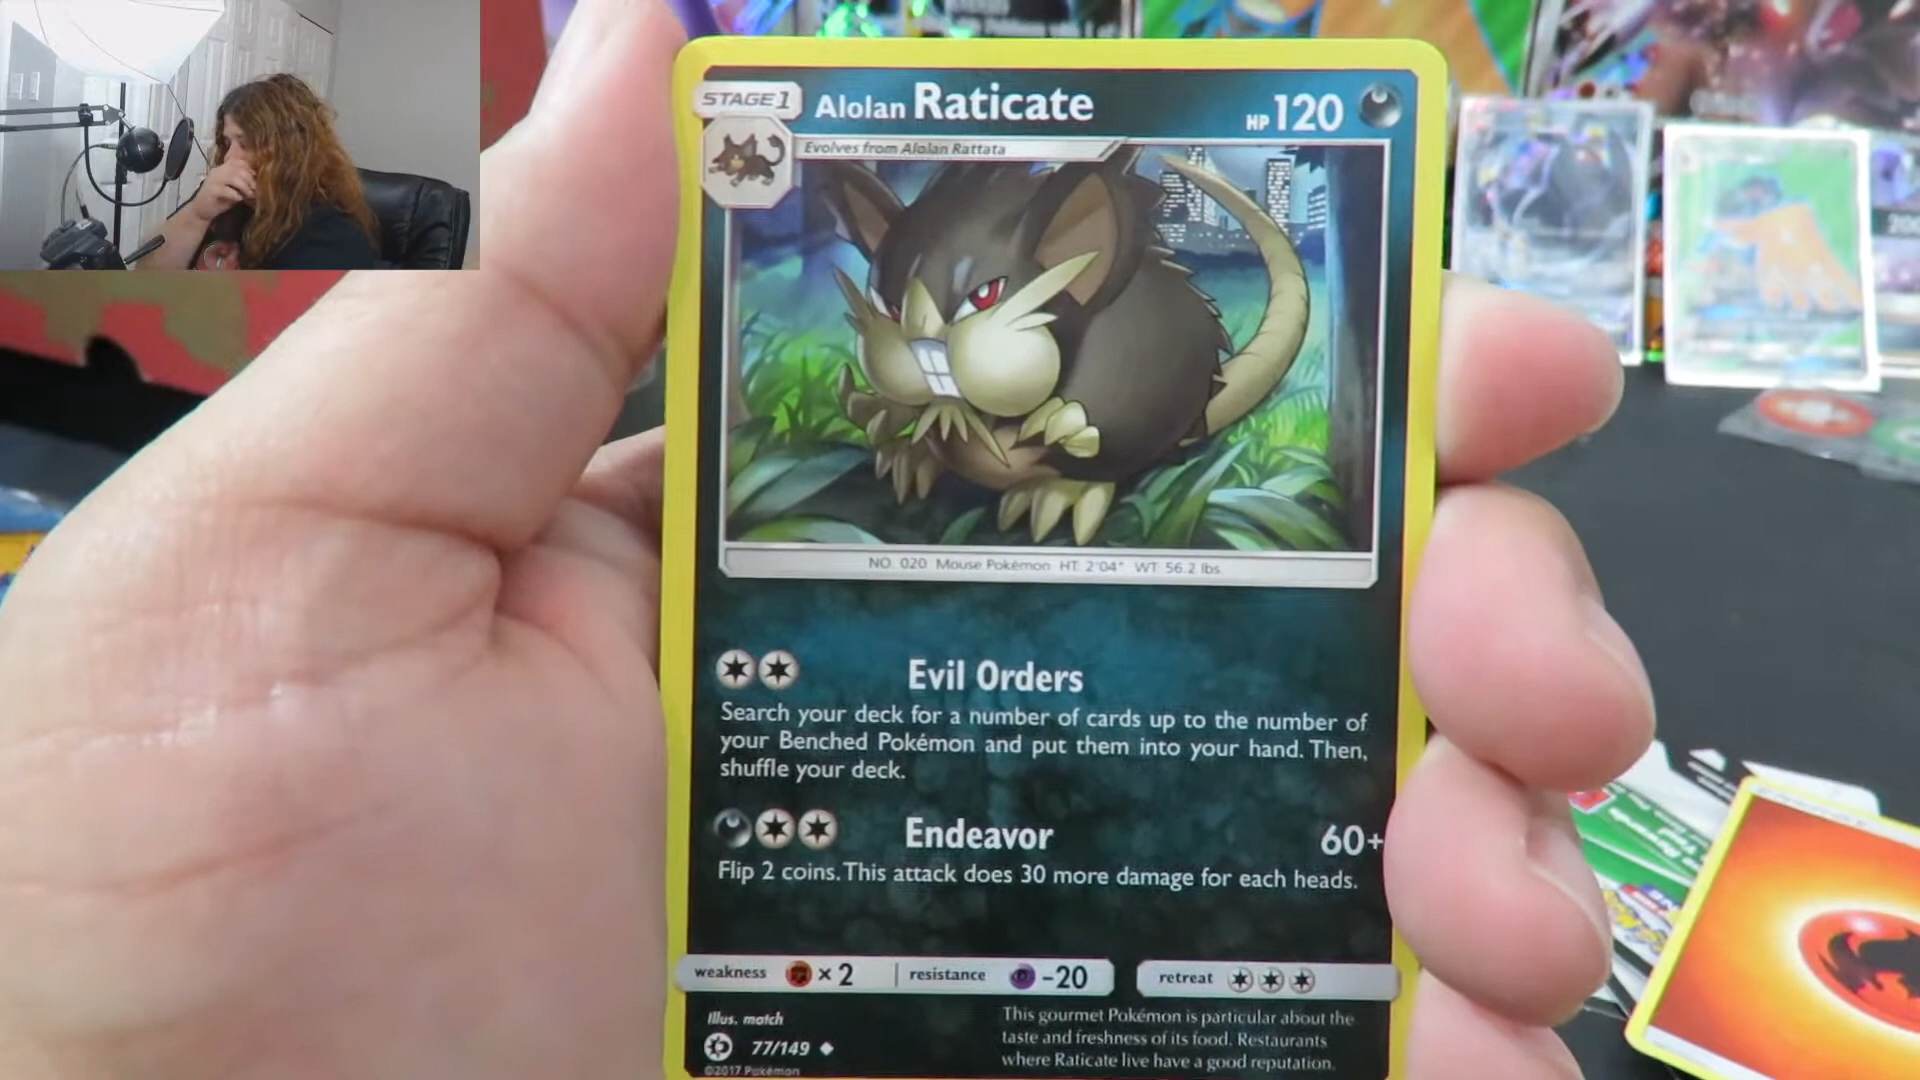 STAGE 1
Alolan Raticate
HP 120
Evolves from Alolan Rattata
NO. 020 Mouse Pokémon HT: 2'04" WT: 56.2 lbs.
Evil Orders
Search your deck for a number of cards up to the number of
your Benched Pokémon and put them into your hand. Then,
shuffle your deck.
Endeavor 60+
Flip 2 coins. This attack does 30 more damage for each heads.
weakness × 2 resistance -20 retreat
Illus. match
77/149
©2017 Pokémon
This gourmet Pokémon is particular about the
taste and freshness of its food. Restaurants
where Raticate live have a good reputation.